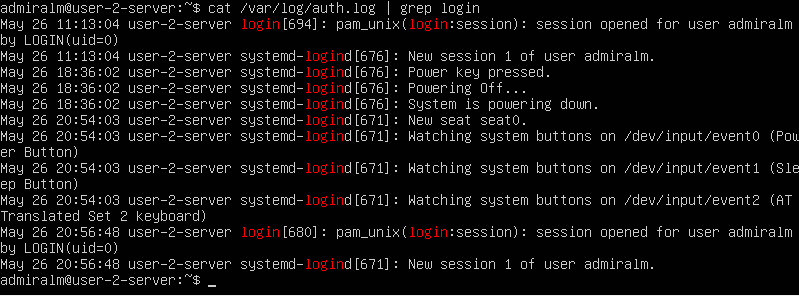 admiralm@user-2-server:~$ cat /var/log/auth.log | grep login
May 26 11:13:04 user-2-server login[694]: pam_unix(login:session): session opened for user admiralm
by LOGIN(uid=0)
May 26 11:13:04 user-2-server systemd-logind[676]: New session 1 of user admiralm.
May 26 18:36:02 user-2-server systemd-logind[676]: Power key pressed.
May 26 18:36:02 user-2-server systemd-logind[676]: Powering Off...
May 26 18:36:02 user-2-server systemd-logind[676]: System is powering down.
May 26 20:54:03 user-2-server systemd-logind[671]: New seat seat0.
May 26 20:54:03 user-2-server systemd-logind[671]: Watching system buttons on /dev/input/event0 (Pow
er Button)
May 26 20:54:03 user-2-server systemd-logind[671]: Watching system buttons on /dev/input/event1 (Sle
ep Button)
May 26 20:54:03 user-2-server systemd-logind[671]: Watching system buttons on /dev/input/event2 (AT
Translated Set 2 keyboard)
May 26 20:56:48 user-2-server login[680]: pam_unix(login:session): session opened for user admiralm
by LOGIN(uid=0)
May 26 20:56:48 user-2-server systemd-logind[671]: New session 1 of user admiralm.
admiralm@user-2-server:~$ _